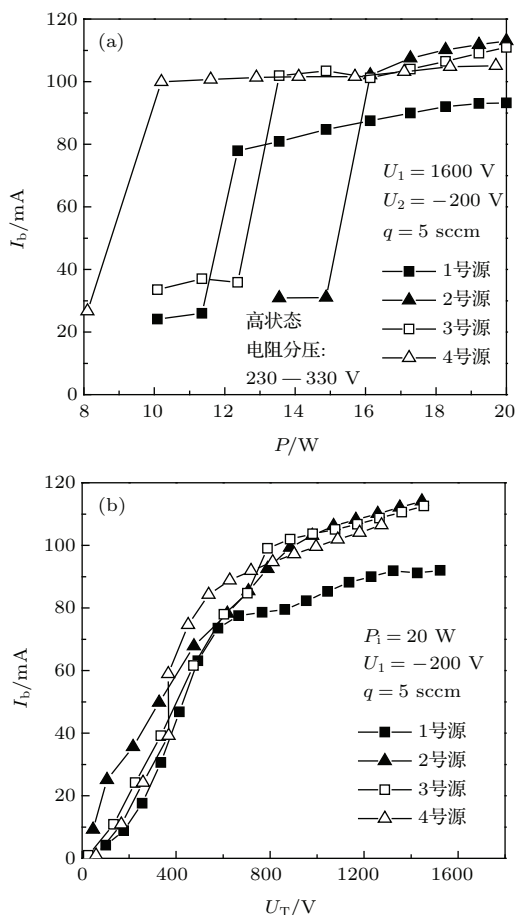 120
(a)
100
80
60
40
20
0
I_b/mA
U_1 = 1600 V
U_2 = −200 V
q = 5 sccm
1号源
2号源
3号源
4号源
高状态
电阻分压:
230 — 330 V
8 10 12 14 16 18 20
P/W
120
(b)
100
80
60
40
20
0
I_b/mA
P_i = 20 W
U_1 = −200 V
q = 5 sccm
1号源
2号源
3号源
4号源
0 400 800 1200 1600
U_T/V